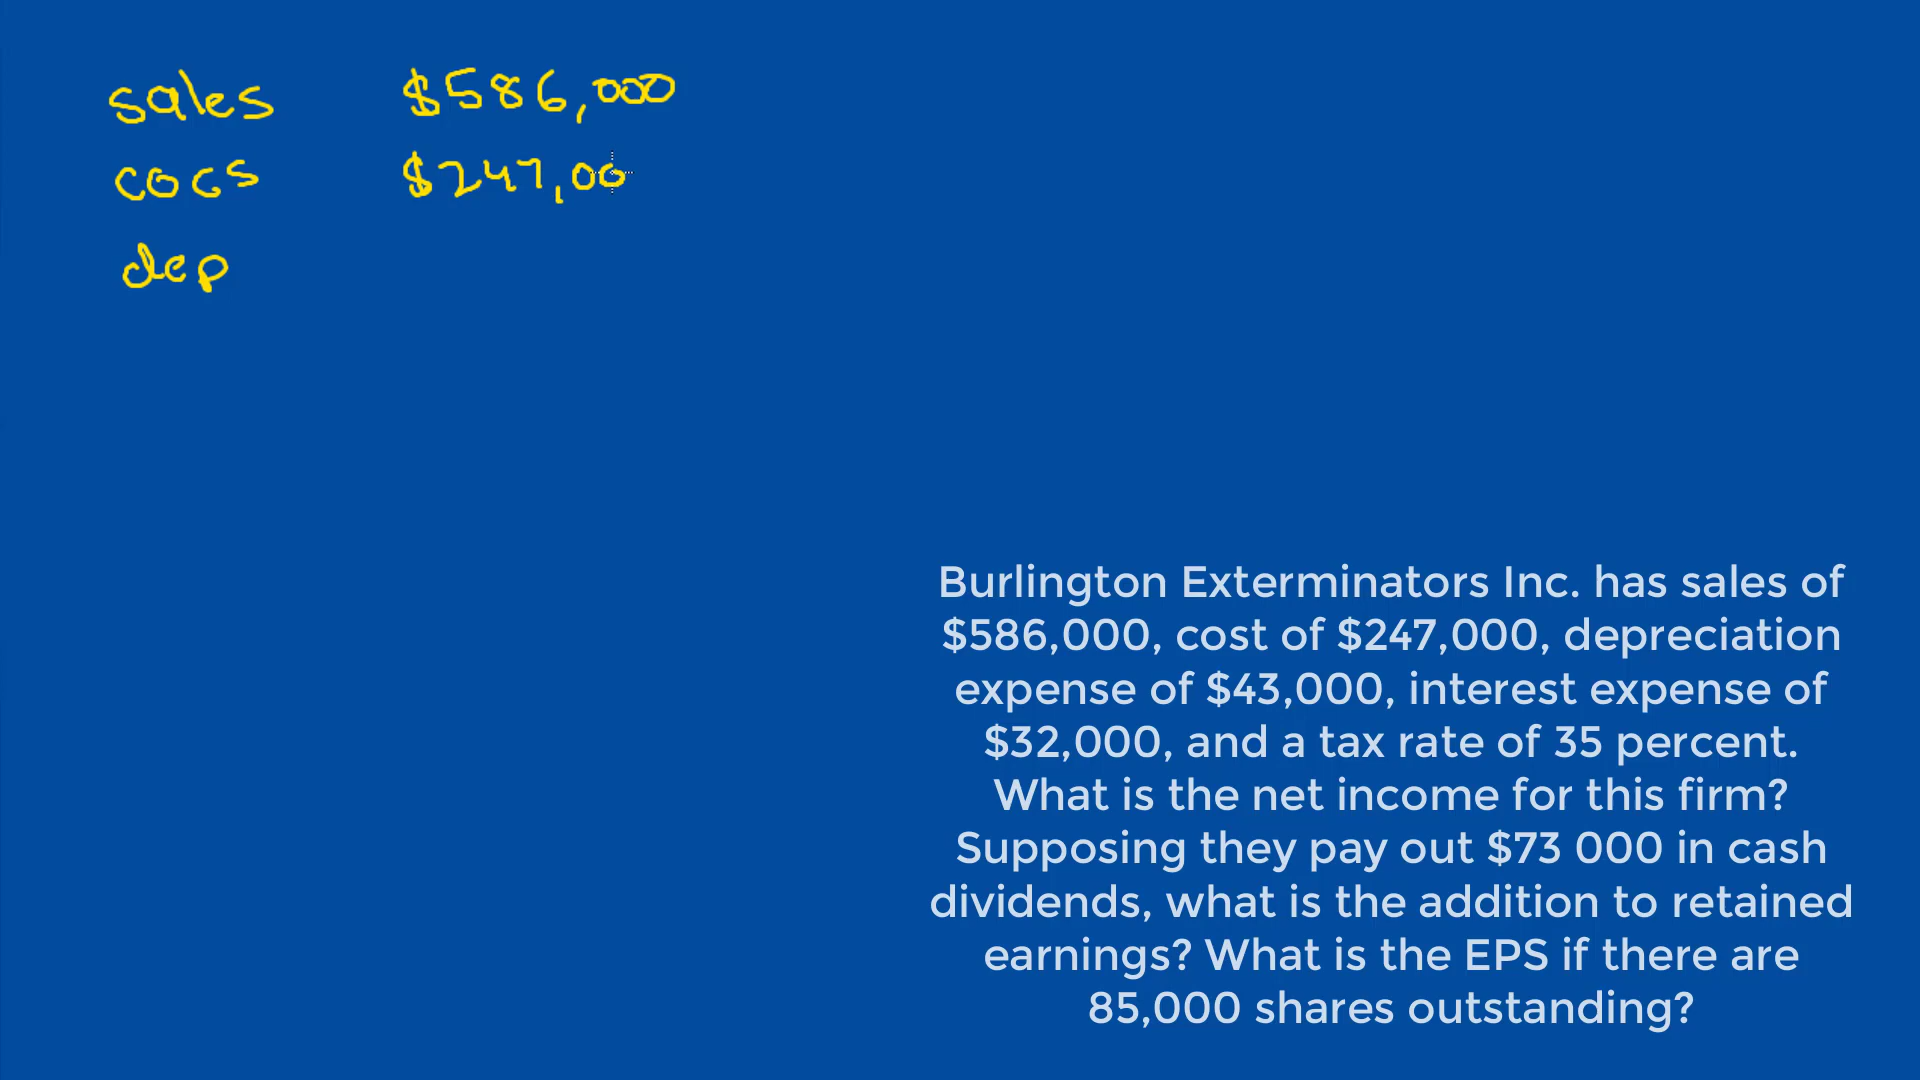 sales $586,000
COGS $247,00
dep
Burlington Exterminators Inc. has sales of
$586,000, cost of $247,000, depreciation
expense of $43,000, interest expense of
$32,000, and a tax rate of 35 percent.
What is the net income for this firm?
Supposing they pay out $73 000 in cash
dividends, what is the addition to retained
earnings? What is the EPS if there are
85,000 shares outstanding?